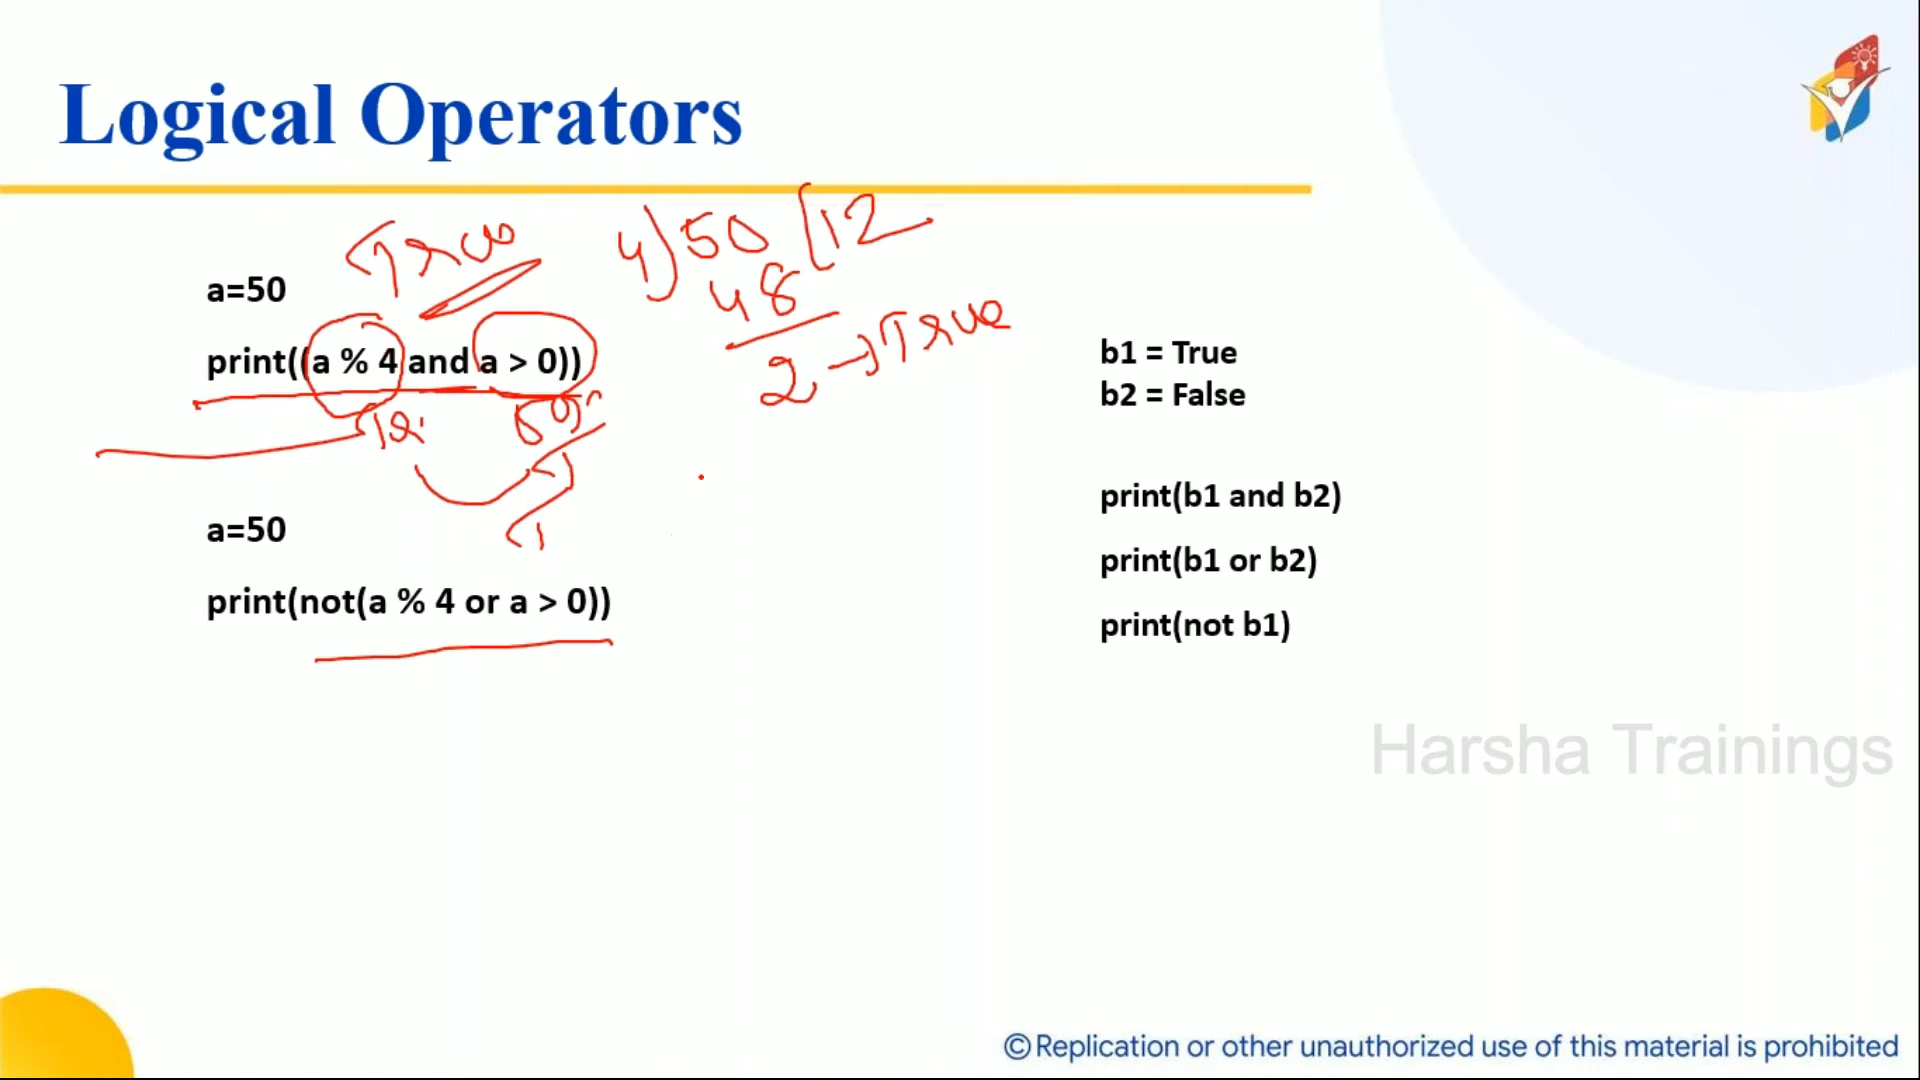 Logical Operators
True
4)50(12
48
2→True
a=50
print((a % 4 and a > 0))
a=50
print(not(a % 4 or a > 0))
b1 = True
b2 = False
print(b1 and b2)
print(b1 or b2)
print(not b1)
Harsha Trainings
©Replication or other unauthorized use of this material is prohibited